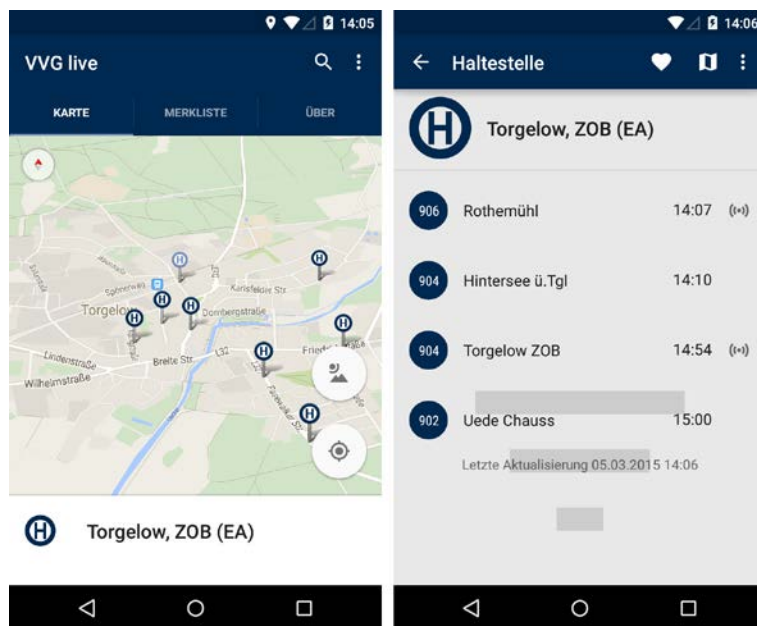 14:05
VVG live
KARTE MERKLISTE ÜBER
Karlsfelder Str.
Torgelow
Dombergstraße
Lindenstraße
Breite Str.
L32
Wilhelmstraße
Torgelow, ZOB (EA)
14:06
Haltestelle
Torgelow, ZOB (EA)
906 Rothemühl 14:07
904 Hintersee ü.Tgl 14:10
904 Torgelow ZOB 14:54
902 Uede Chauss 15:00
Letzte Aktualisierung 05.03.2015 14:06